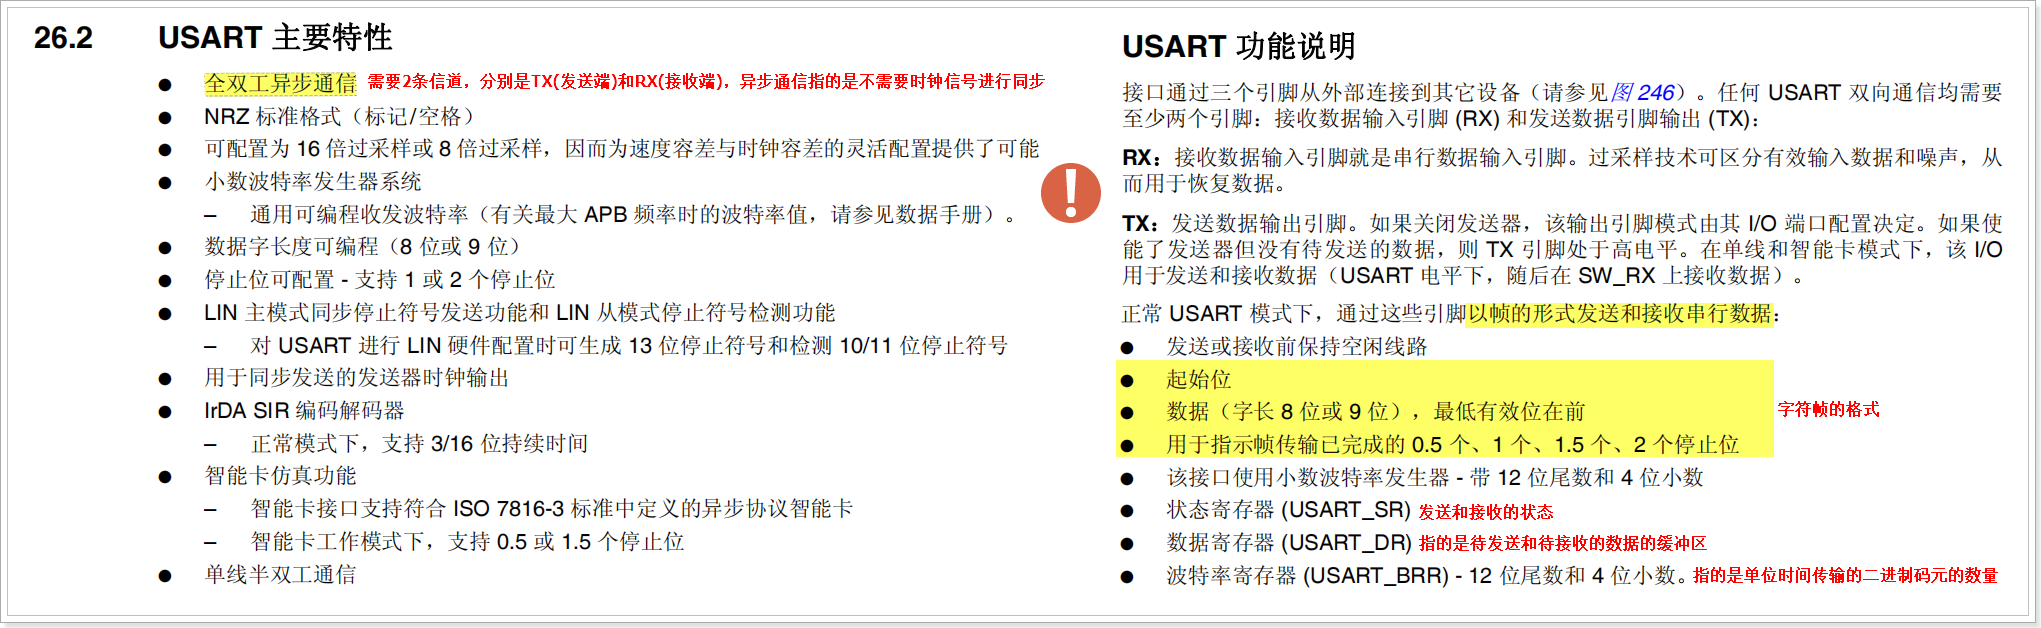 26.2 USART 主要特性
● 全双工异步通信 需要2条信道，分别是TX(发送端)和RX(接收端)，异步通信指的是不需要时钟信号进行同步
● NRZ 标准格式（标记/空格）
● 可配置为 16 倍过采样或 8 倍过采样，因而为速度容差与时钟容差的灵活配置提供了可能
● 小数波特率发生器系统
– 通用可编程收发波特率（有关最大 APB 频率时的波特率值，请参见数据手册）。
● 数据字长度可编程（8 位或 9 位）
● 停止位可配置 - 支持 1 或 2 个停止位
● LIN 主模式同步停止符号发送功能和 LIN 从模式停止符号检测功能
– 对 USART 进行 LIN 硬件配置时可生成 13 位停止符号和检测 10/11 位停止符号
● 用于同步发送的发送器时钟输出
● IrDA SIR 编码解码器
– 正常模式下，支持 3/16 位持续时间
● 智能卡仿真功能
– 智能卡接口支持符合 ISO 7816-3 标准中定义的异步协议智能卡
– 智能卡工作模式下，支持 0.5 或 1.5 个停止位
● 单线半双工通信
USART 功能说明
接口通过三个引脚从外部连接到其它设备（请参见图 246）。任何 USART 双向通信均需要
至少两个引脚：接收数据输入引脚 (RX) 和发送数据引脚输出 (TX)：
RX：接收数据输入引脚就是串行数据输入引脚。过采样技术可区分有效输入数据和噪声，从
而用于恢复数据。
TX：发送数据输出引脚。如果关闭发送器，该输出引脚模式由其 I/O 端口配置决定。如果使
能了发送器但没有待发送的数据，则 TX 引脚处于高电平。在单线和智能卡模式下，该 I/O
用于发送和接收数据（USART 电平下，随后在 SW_RX 上接收数据）。
正常 USART 模式下，通过这些引脚以帧的形式发送和接收串行数据：
● 发送或接收前保持空闲线路
● 起始位
● 数据（字长 8 位或 9 位），最低有效位在前 字符帧的格式
● 用于指示帧传输已完成的 0.5 个、1 个、1.5 个、2 个停止位
● 该接口使用小数波特率发生器 - 带 12 位尾数和 4 位小数
● 状态寄存器 (USART_SR) 发送和接收的状态
● 数据寄存器 (USART_DR) 指的是待发送和待接收的数据的缓冲区
● 波特率寄存器 (USART_BRR) - 12 位尾数和 4 位小数。指的是单位时间传输的二进制码元的数量